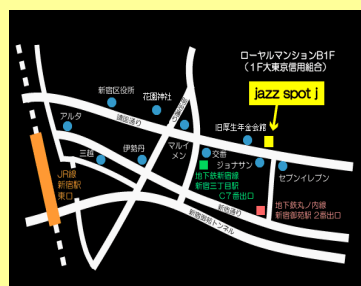 ローヤルマンションB1F
(1F大東京信用組合)
jazz spot j
新宿区役所
花園神社
靖国通り
アルタ
旧厚生年金会館
マルイ
メン
交番
三越
伊勢丹
ジョナサン
セブンイレブン
地下鉄新宿線
新宿三丁目駅
C7番出口
JR線
新宿駅
東口
新宿通り
地下鉄丸ノ内線
新宿御苑駅 2番出口
新宿御苑トンネル